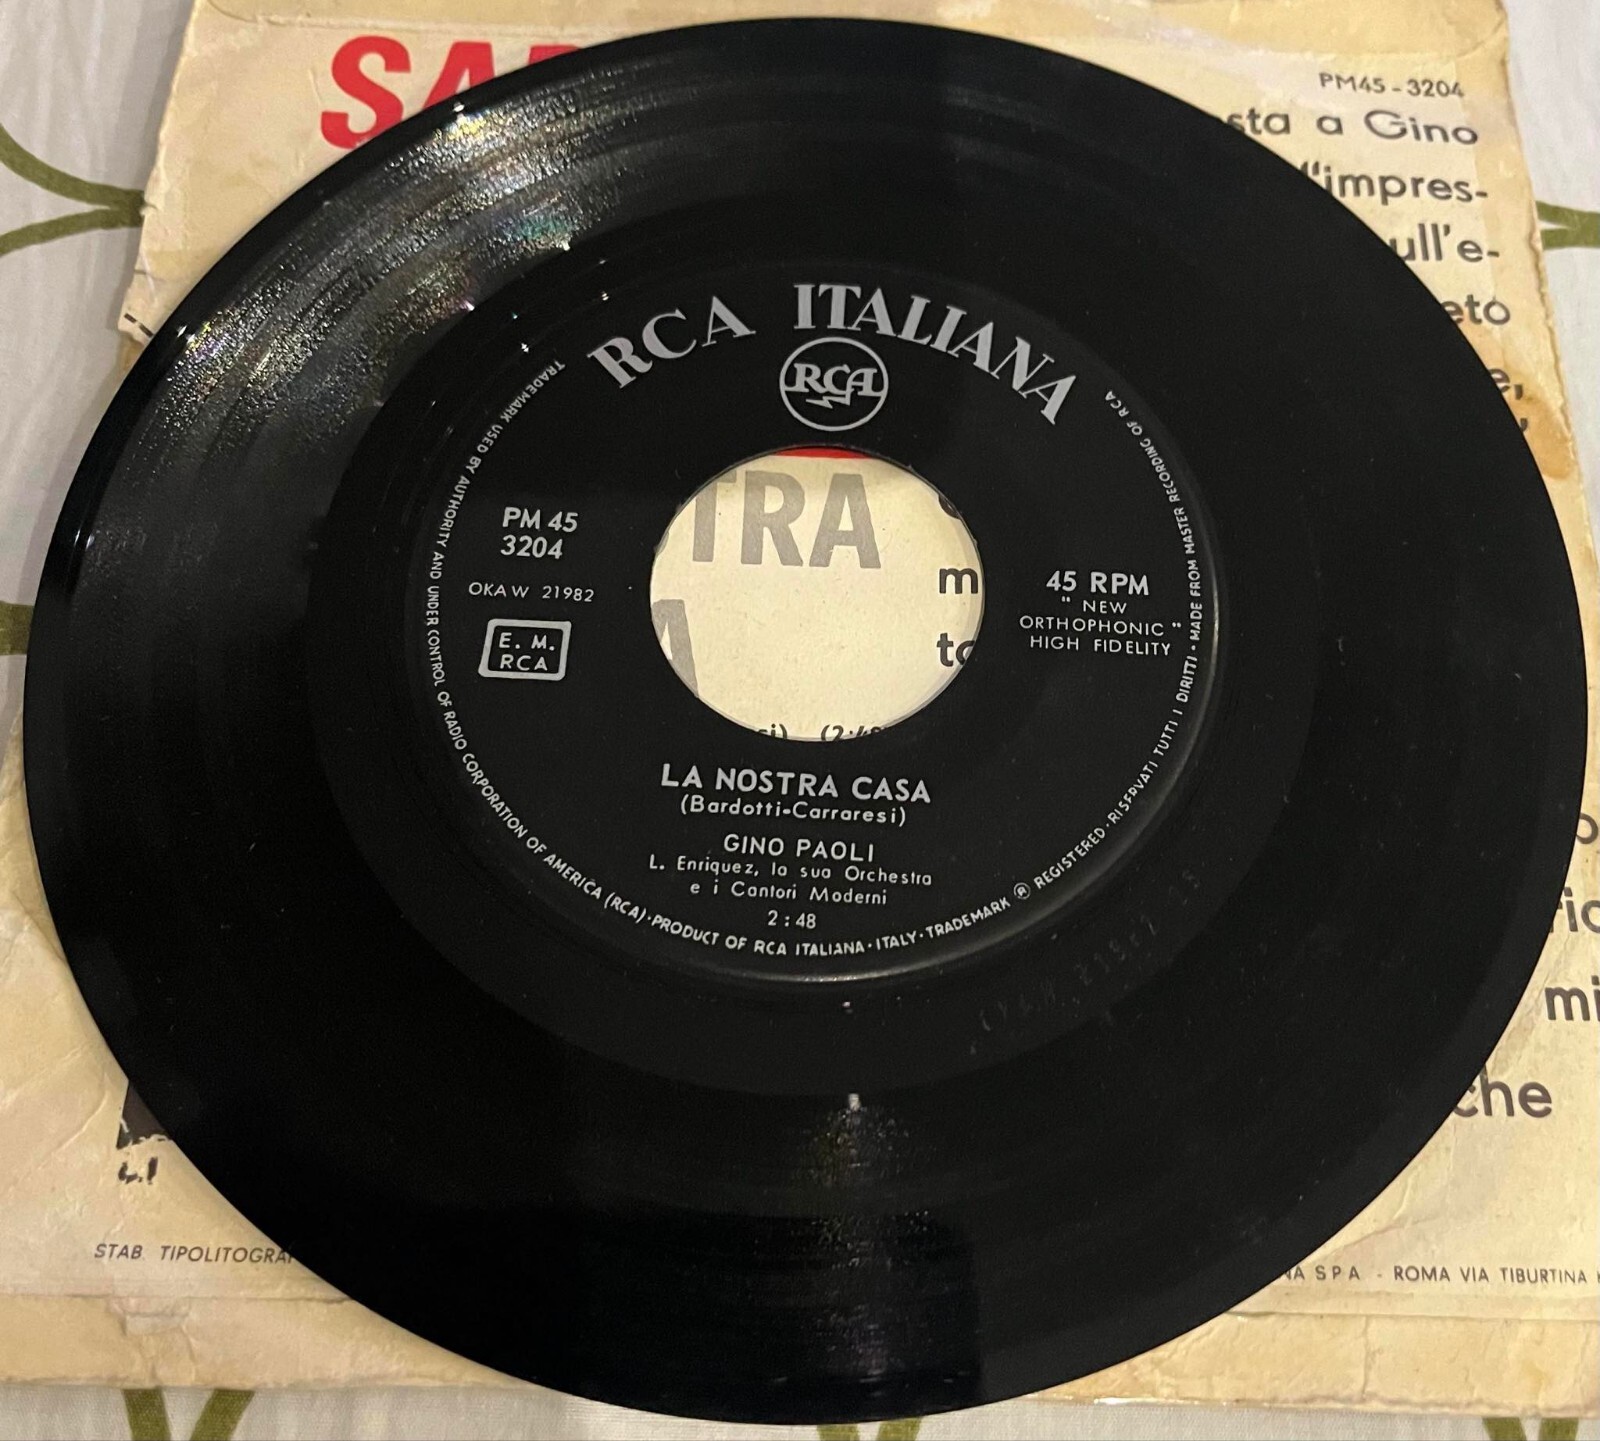 PM45-3204
sta a Gino
l'impres-
ull'e-
eto
RCA ITALIANA
RCA
TRADEMARK USED BY AUTHORITY AND UNDER CONTROL OF RADIO CORPORATION OF AMERICA (RCA)·PRODUCT OF RCA ITALIANA·ITALY·TRADEMARK ® REGISTERED·RISERVATI TUTTI I DIRITTI·MADE FROM MASTER RECORDING OF RCA
PM 45
3204
OKAW 21982
E. M.
RCA
TRA
m
45 RPM
" NEW
ORTHOPHONIC "
HIGH FIDELITY
LA NOSTRA CASA
(Bardotti-Carraresi)
GINO PAOLI
L. Enriquez, la sua Orchestra
e i Cantori Moderni
2:48
mi
che
STAB. TIPOLITOGRA
NA S P A - ROMA VIA TIBURTINA